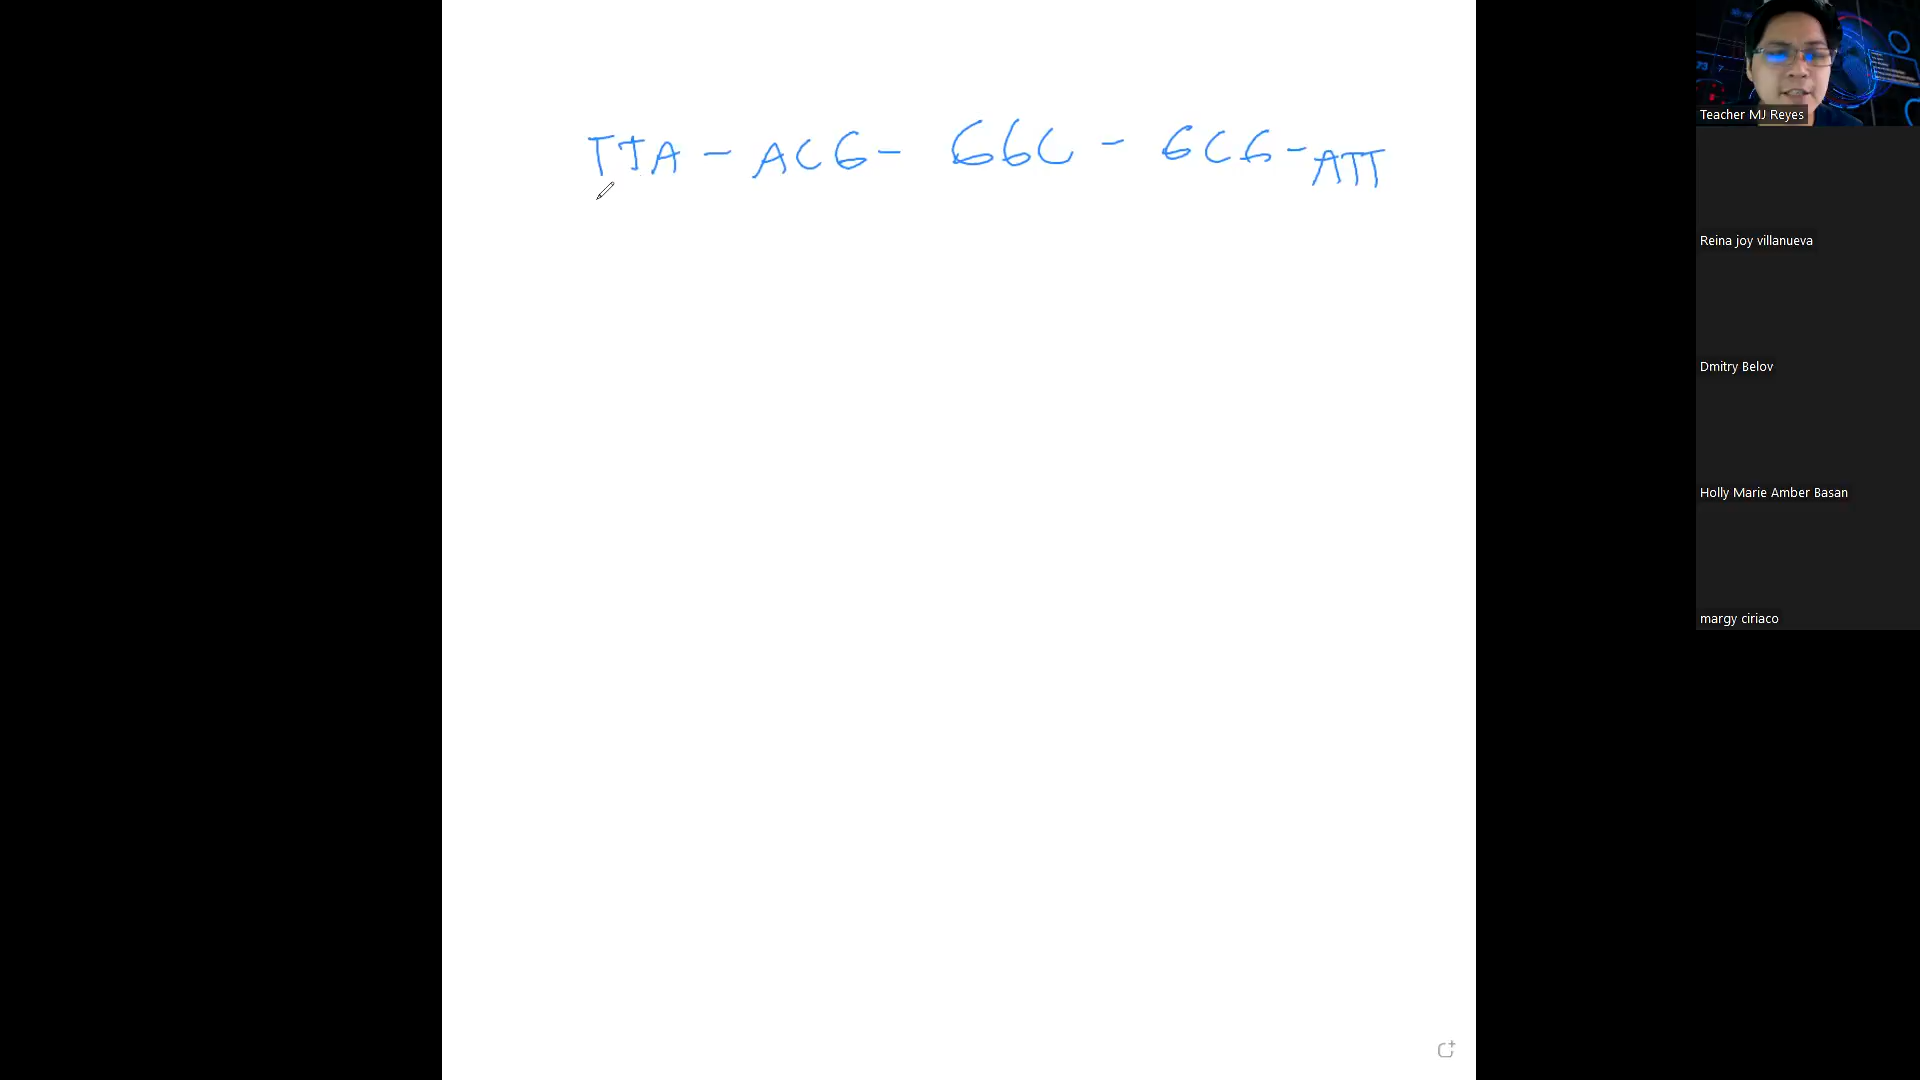 TTA - ACG - GGC - GCG - ATT
Teacher MJ Reyes
Reina joy villanueva
Dmitry Belov
Holly Marie Amber Basan
margy ciriaco